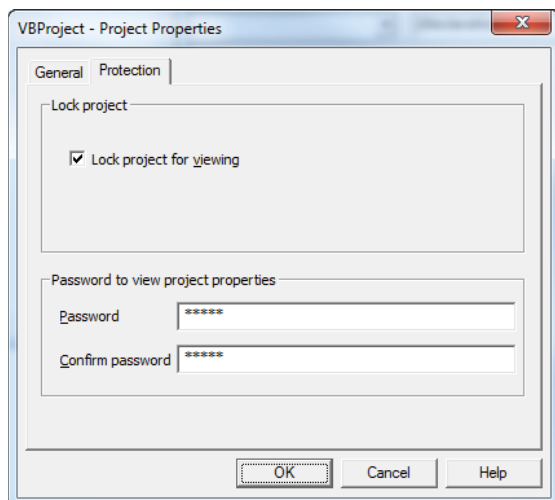 VBProject - Project Properties
General Protection
Lock project
Lock project for viewing
Password to view project properties
Password *****
Confirm password *****
OK Cancel Help